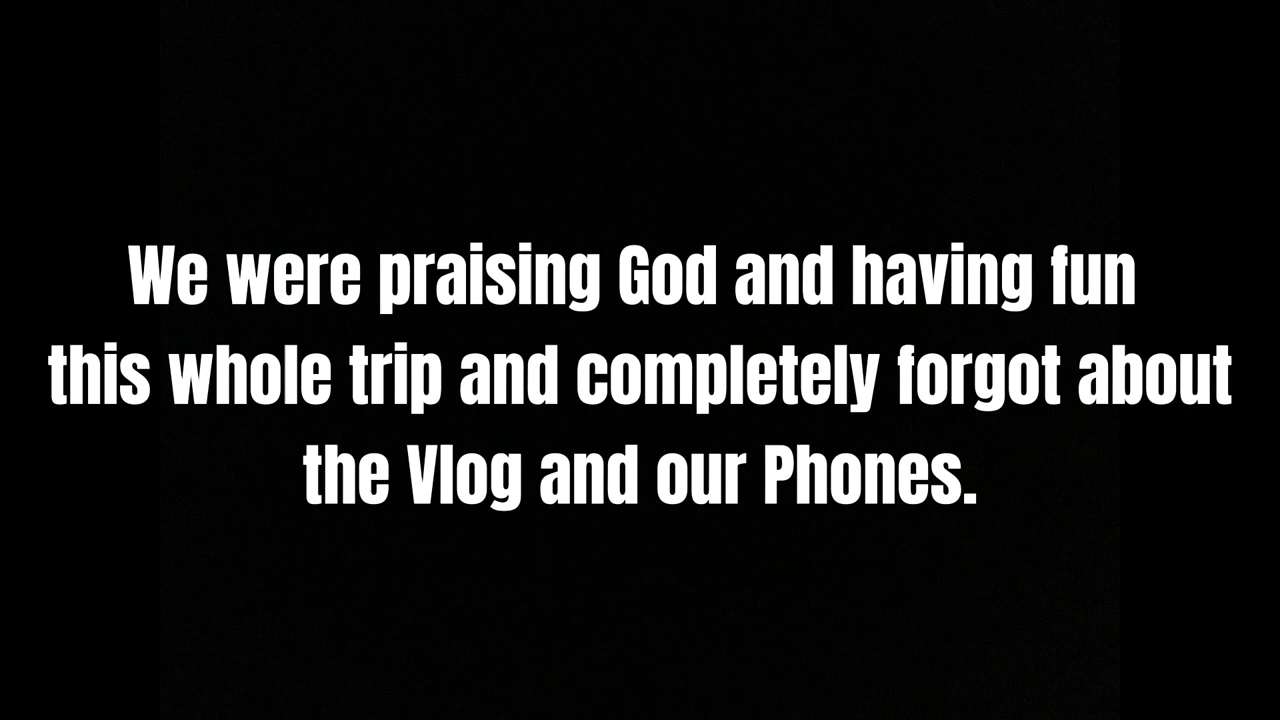 We were praising God and having fun
this whole trip and completely forgot about
the Vlog and our Phones.